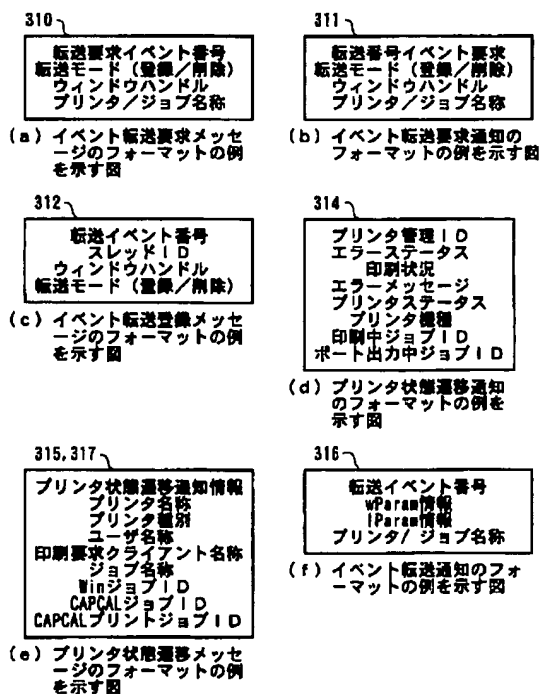 310
転送要求イベント番号
転送モード（登録／削除）
ウィンドウハンドル
プリンタ／ジョブ名称
(a) イベント転送要求メッセ
ージのフォーマットの例
を示す図
311
転送番号イベント要求
転送モード（登録／削除）
ウィンドウハンドル
プリンタ／ジョブ名称
(b) イベント転送要求通知の
フォーマットの例を示す図
312
転送イベント番号
スレッドID
ウィンドウハンドル
転送モード（登録／削除）
(c) イベント転送登録メッセ
ージのフォーマットの例
を示す図
314
プリンタ管理ID
エラーステータス
印刷状況
エラーメッセージ
プリンタステータス
プリンタ機種
印刷中ジョブID
ポート出力中ジョブID
(d) プリンタ状態遷移通知
のフォーマットの例を
示す図
315,317
プリンタ状態遷移通知情報
プリンタ名称
プリンタ種別
ユーザ名称
印刷要求クライアント名称
ジョブ名称
WinジョブID
CAPCALジョブID
CAPCALプリントジョブID
(e) プリンタ状態遷移メッセ
ージのフォーマットの例
を示す図
316
転送イベント番号
wParam情報
lParam情報
プリンタ/ ジョブ名称
(f) イベント転送通知のフォ
ーマットの例を示す図